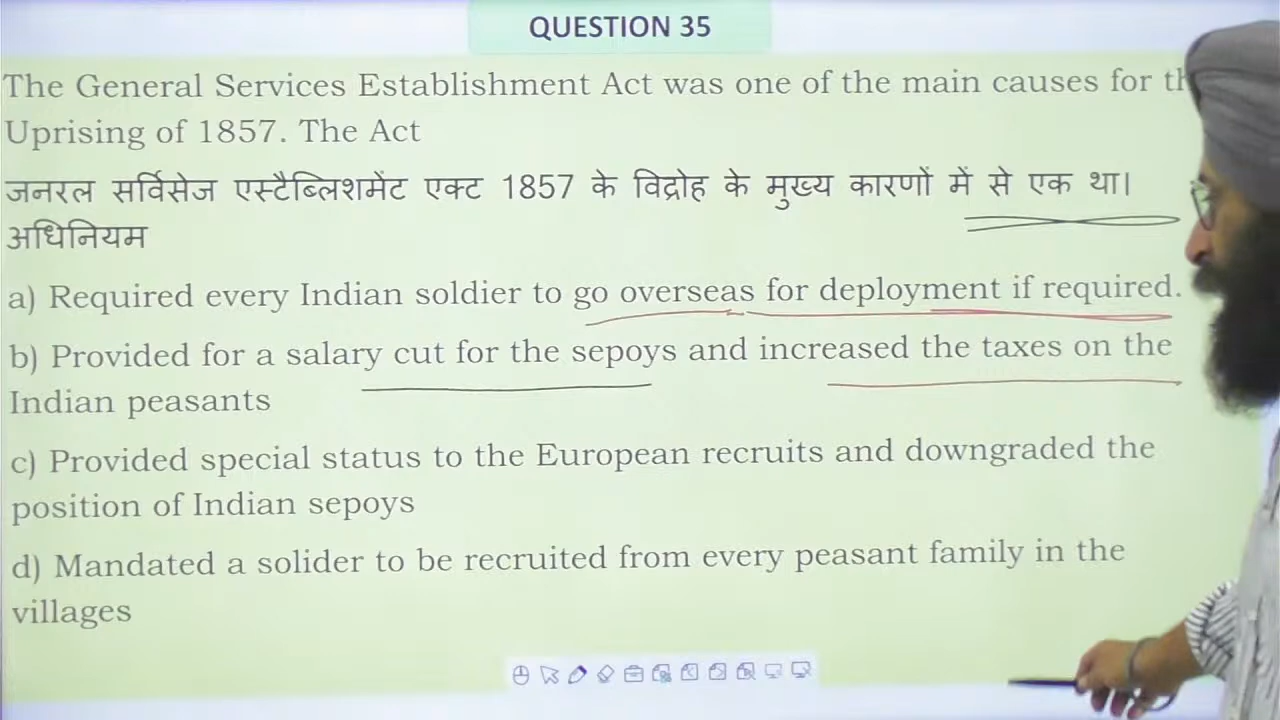 QUESTION 35
The General Services Establishment Act was one of the main causes for
Uprising of 1857. The Act
जनरल सर्विसेज एस्टैब्लिशमेंट एक्ट 1857 के विद्रोह के मुख्य कारणों में से एक था।
अधिनियम
a) Required every Indian soldier to go overseas for deployment if required.
b) Provided for a salary cut for the sepoys and increased the taxes on the
Indian peasants
c) Provided special status to the European recruits and downgraded the
position of Indian sepoys
d) Mandated a solider to be recruited from every peasant family in the
villages